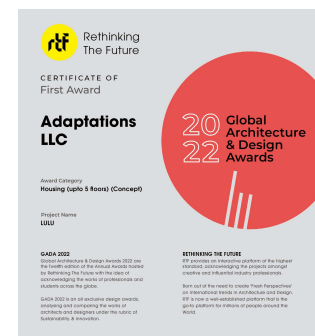 rtf
Rethinking
The Future
CERTIFICATE OF
First Award
Adaptations
LLC
20
22
Global
Architecture
& Design
Awards
Award Category
Housing (upto 5 floors) (Concept)
Project Name
LULU
GADA 2022
Global Architecture & Design Awards 2022 are
the twelfth edition of the Annual Awards hosted
by Rethinking The Future with the idea of
acknowledging the works of professionals and
students across the globe.
GADA 2022 is an all exclusive design awards,
analysing and comparing the works of
architects and designers under the rubric of
Sustainability & Innovation.
RETHINKING THE FUTURE
RTF provides an interactive platform of the highest
standard, acknowledging the projects amongst
creative and influential industry professionals.
Born out of the need to create 'Fresh Perspectives'
on international trends in Architecture and Design.
RTF is now a well-established platform that is the
go-to platform for millions of people around the
World.